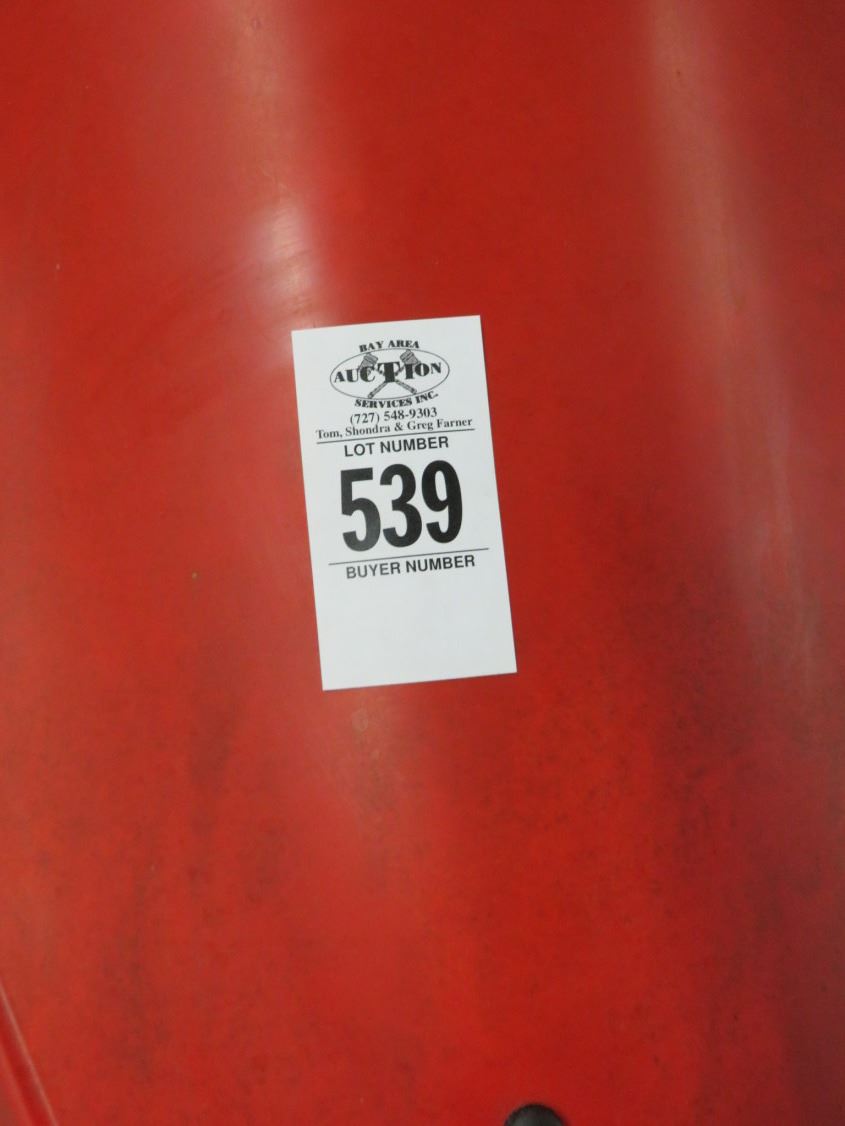 BAY AREA
AUCTION
SERVICES INC.
(727) 548-9303
Tom, Shondra & Greg Farner
LOT NUMBER
539
BUYER NUMBER